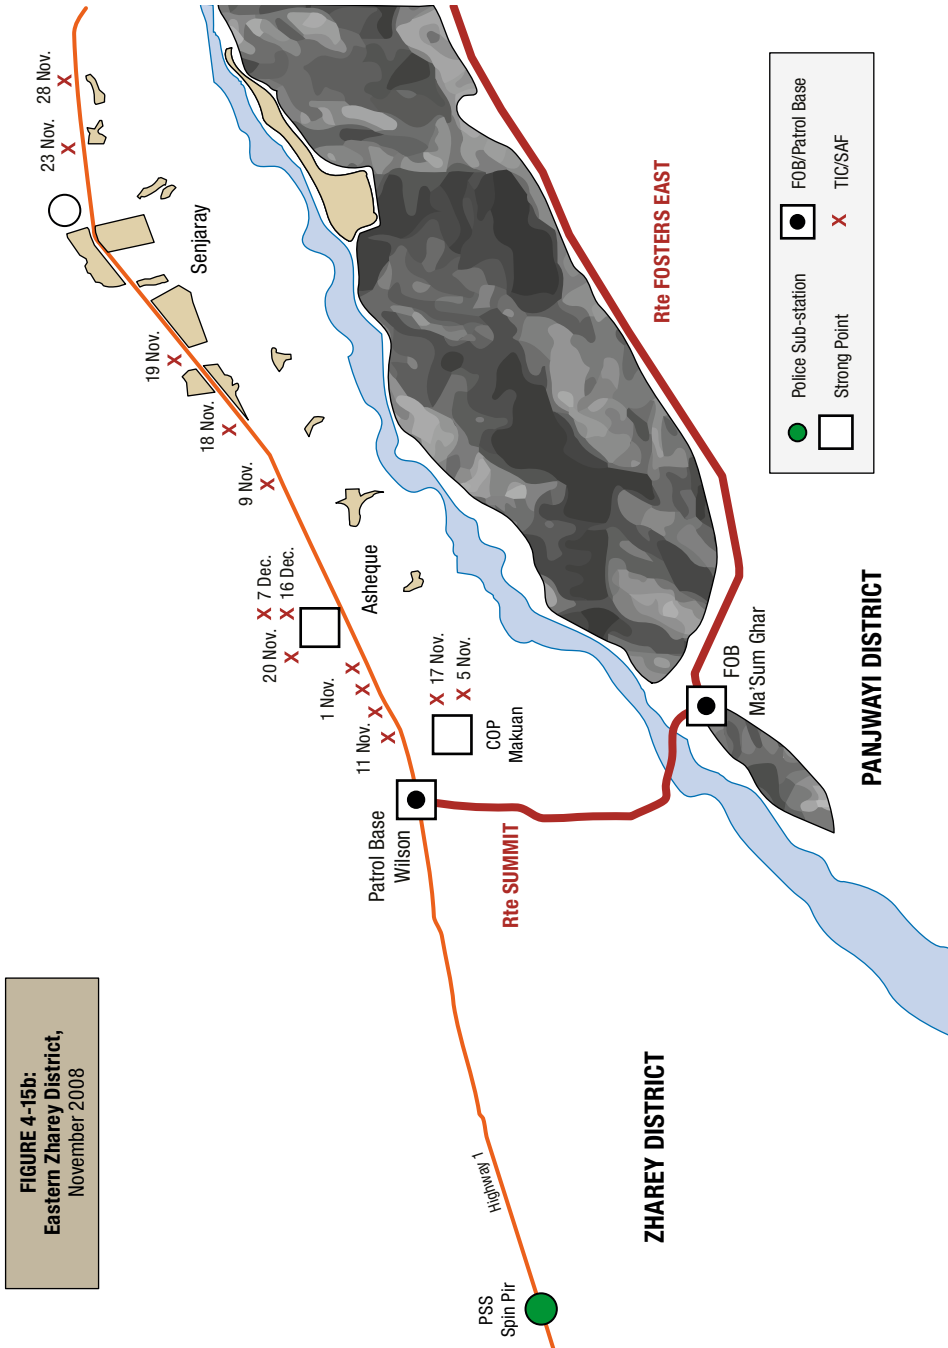 FIGURE 4-15b:
Eastern Zharey District,
November 2008
PSS
Spin Pir
Highway 1
ZHAREY DISTRICT
Patrol Base
Wilson
Rte SUMMIT
11 Nov.
X
X
1 Nov.
X
X
COP
Makuan
X 17 Nov.
X 5 Nov.
20 Nov. X
X 7 Dec.
X 16 Dec.
Asheque
9 Nov. X
18 Nov. X
19 Nov. X
Senjaray
23 Nov. X
28 Nov. X
FOB
Ma'Sum Ghar
PANJWAYI DISTRICT
Rte FOSTERS EAST
Police Sub-station
FOB/Patrol Base
Strong Point
X TIC/SAF